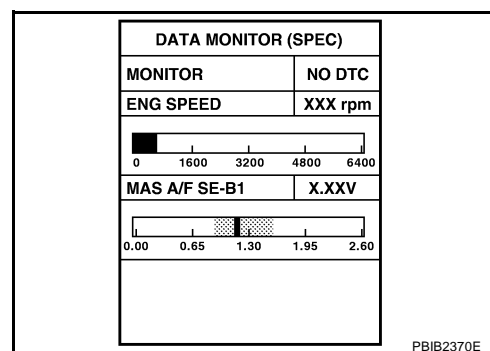 DATA MONITOR (SPEC)
MONITOR NO DTC
ENG SPEED XXX rpm
0 1600 3200 4800 6400
MAS A/F SE-B1 X.XXV
0.00 0.65 1.30 1.95 2.60
PBIB2370E